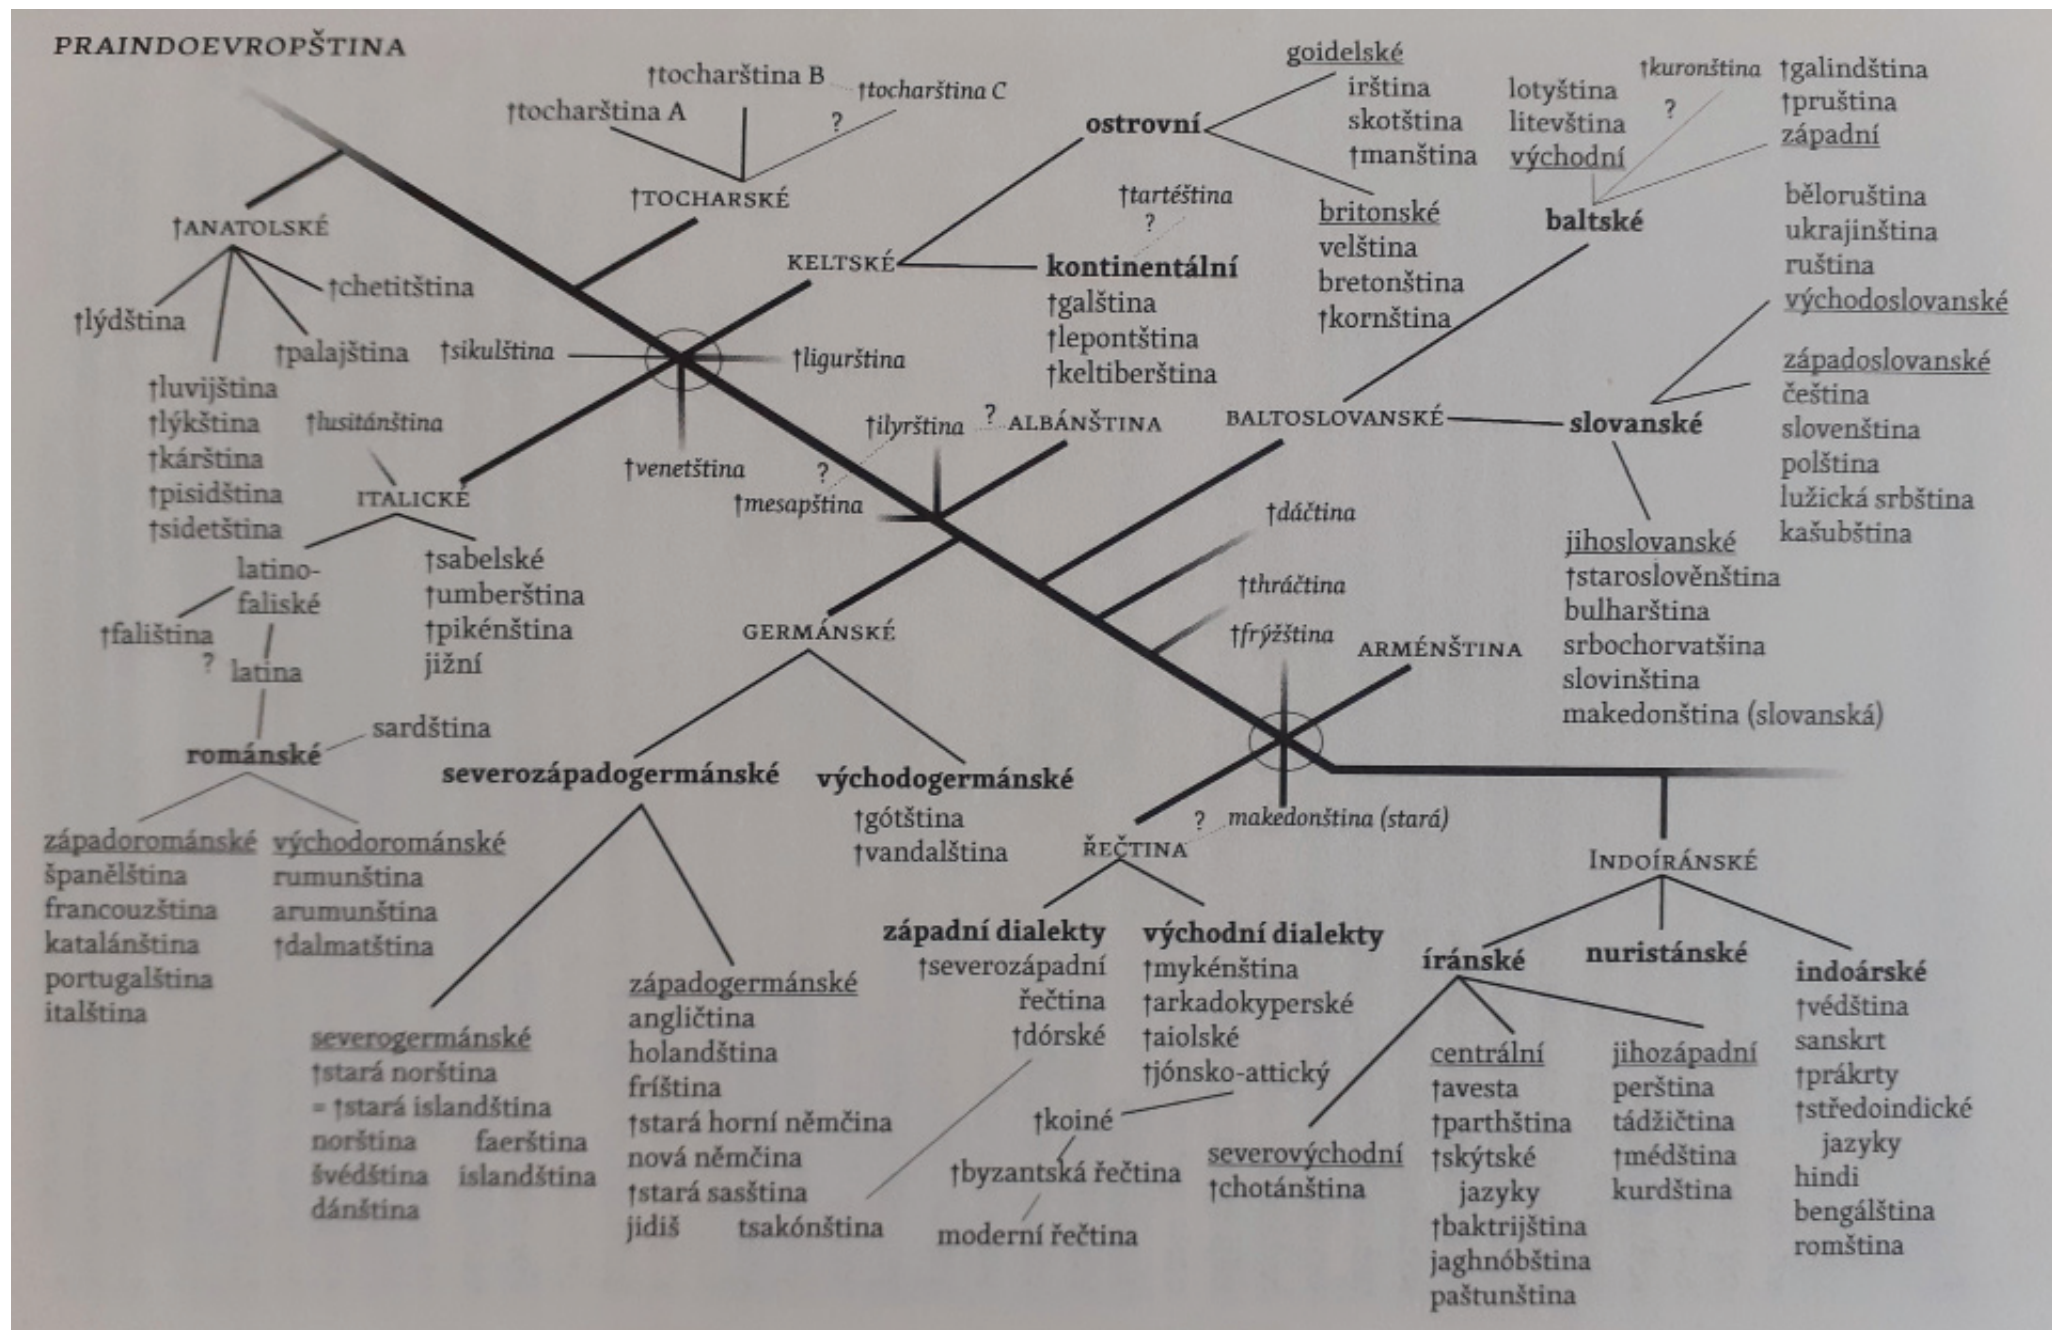 PRAINDOEVROPŠTINA
†ANATOLSKÉ
†lýdština
†chetitština
†palajština
†luvijština
†lýkština
†kárština
†pisidština
†sidetština
†TOCHARSKÉ
†tocharština A
†tocharština B
†tocharština C
?
KELTSKÉ
ostrovní
goidelské
irština
skotština
†manština
britonské
velština
bretonština
†kornština
†tartéština
?
kontinentální
†galština
†lepontština
†keltiberština
†sikulština
†ligurština
†venetština
†lusitánština
ITALICKÉ
latino-
faliské
†faliština
?
latina
†sabelské
†umberština
†pikénština
jižní
románské
sardština
západorománské
španělština
francouzština
katalánština
portugalština
italština
východorománské
rumunština
arumunština
†dalmatština
†ilyrština
?
ALBÁNŠTINA
?
†mesapština
GERMÁNSKÉ
severozápadogermánské
východogermánské
†gótština
†vandalština
severogermánské
†stará norština
= †stará islandština
norština faerština
švédština islandština
dánština
západogermánské
angličtina
holandština
fríština
†stará horní němčina
nová němčina
†stará sasština
jidiš
BALTOSLOVANSKÉ
baltské
lotyština
litevština
východní
†kuronština
?
†galindština
†pruština
západní
slovanské
běloruština
ukrajinština
ruština
východoslovanské
západoslovanské
čeština
slovenština
polština
lužická srbština
kašubština
jihoslovanské
†staroslověnština
bulharština
srbochorvatšina
slovinština
makedonština (slovanská)
†dáčtina
†thráčtina
†frýžština
ARMÉNŠTINA
ŘEČTINA
?
makedonština (stará)
západní dialekty
†severozápadní
řečtina
†dórské
tsakónština
východní dialekty
†mykénština
†arkadokyperské
†aiolské
†jónsko-attický
†koiné
†byzantská řečtina
moderní řečtina
INDOÍRÁNSKÉ
íránské
nuristánské
indoárské
severovýchodní
†chotánština
centrální
†avesta
†parthština
†skýtské
jazyky
†baktrijština
jaghnóbština
paštunština
jihozápadní
perština
tádžičtina
†médština
kurdština
†védština
sanskrt
†prákrty
†středoindické
jazyky
hindi
bengálština
romština